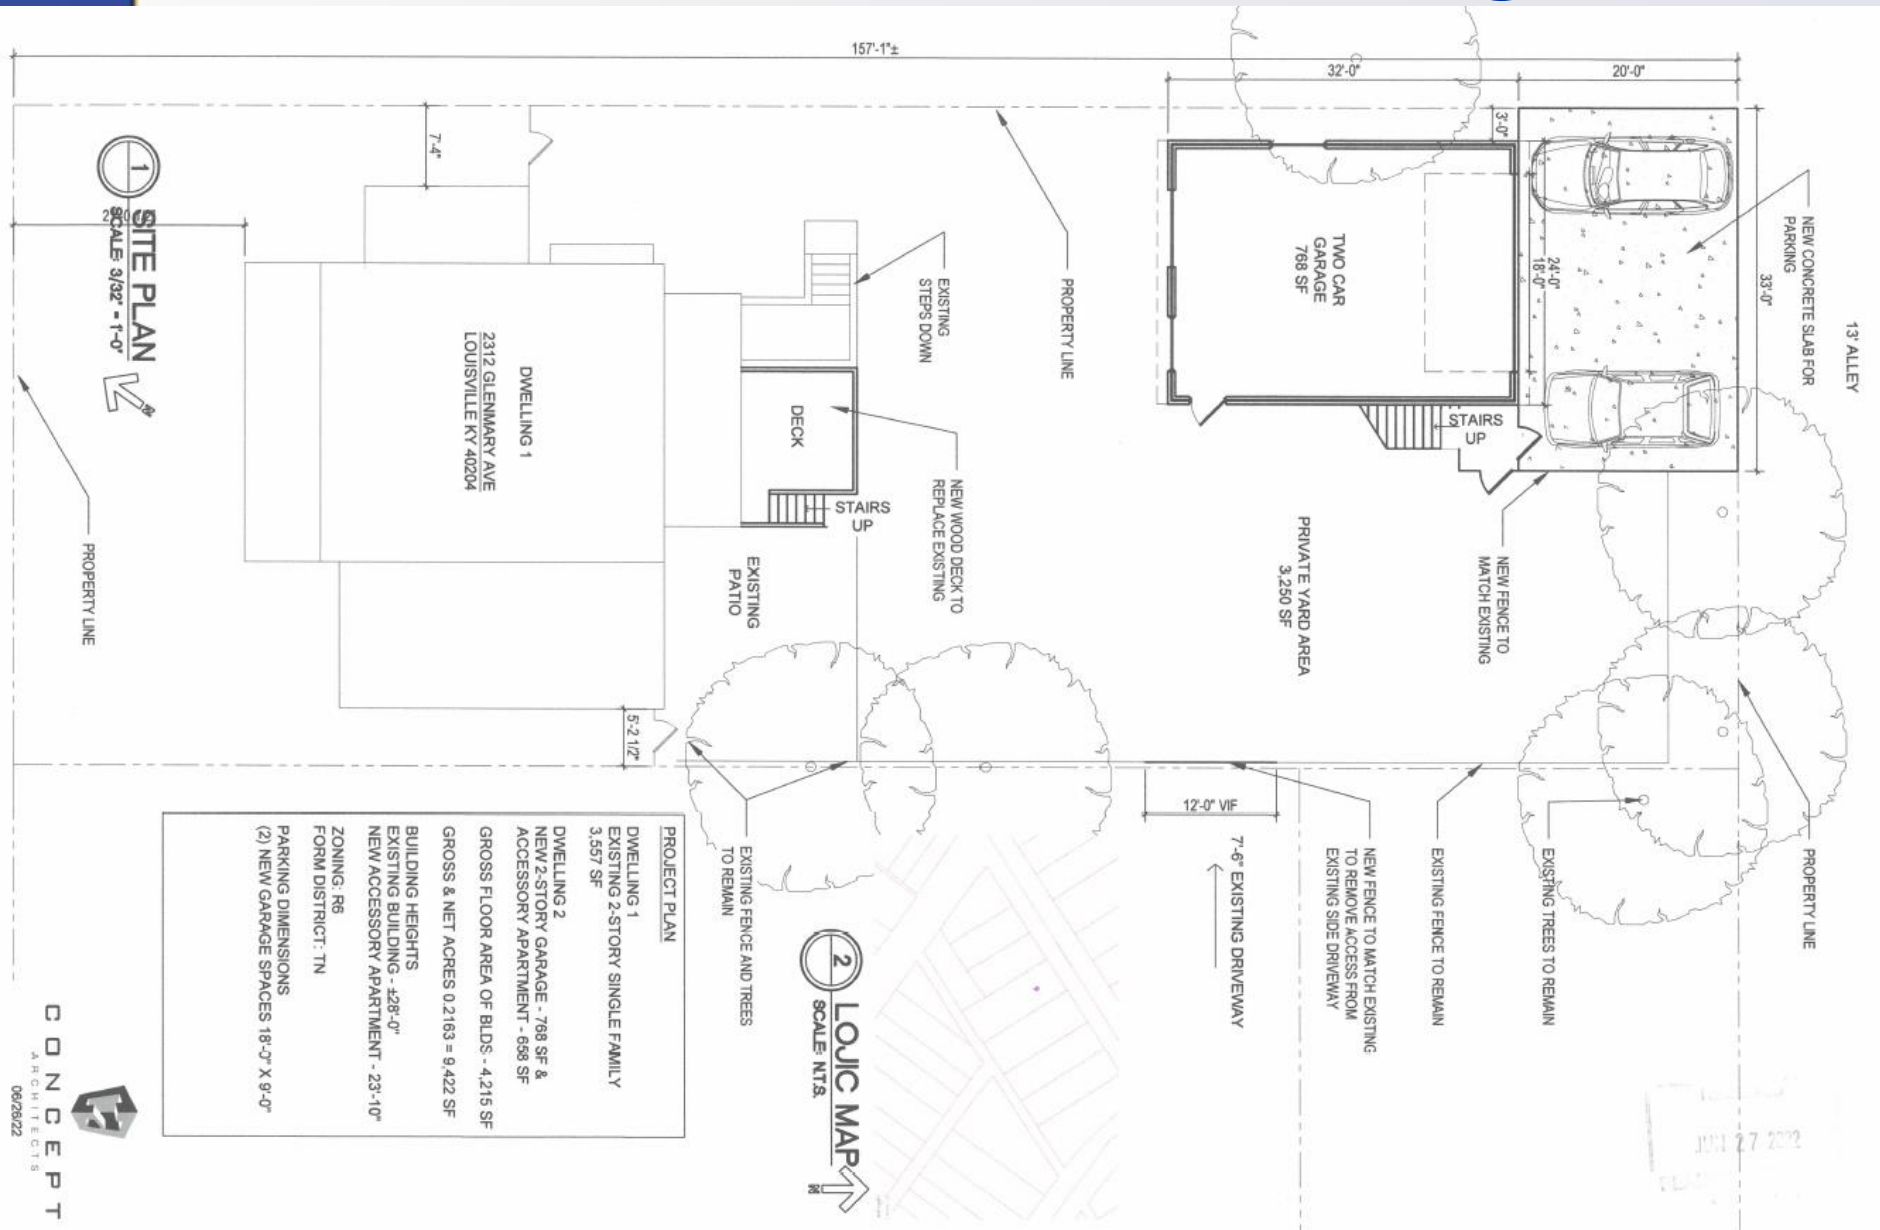 157'-1"±
32'-0"
20'-0"
3'-0"
33'-0"
13' ALLEY
NEW CONCRETE SLAB FOR
PARKING
24'-0"
18'-0"
TWO CAR
GARAGE
768 SF
STAIRS
UP
NEW FENCE TO
MATCH EXISTING
PRIVATE YARD AREA
3,250 SF
PROPERTY LINE
7'-4"
EXISTING
STEPS DOWN
DECK
STAIRS
UP
NEW WOOD DECK TO
REPLACE EXISTING
EXISTING
PATIO
DWELLING 1
2312 GLENMARY AVE
LOUISVILLE KY 40204
1
SITE PLAN
SCALE: 3/32" = 1'-0"
N
PROPERTY LINE
5'-2 1/2"
12'-0" VIF
7'-6" EXISTING DRIVEWAY
NEW FENCE TO MATCH EXISTING
TO REMOVE ACCESS FROM
EXISTING SIDE DRIVEWAY
EXISTING FENCE TO REMAIN
EXISTING TREES TO REMAIN
PROPERTY LINE
EXISTING FENCE AND TREES
TO REMAIN
2
LOJIC MAP
SCALE: N.T.S.
N
PROJECT PLAN
DWELLING 1
EXISTING 2-STORY SINGLE FAMILY
3,557 SF
DWELLING 2
NEW 2-STORY GARAGE - 768 SF &
ACCESSORY APARTMENT - 658 SF
GROSS FLOOR AREA OF BLDS - 4,215 SF
GROSS & NET ACRES 0.2163 = 9,422 SF
BUILDING HEIGHTS
EXISTING BUILDING - ±28'-0"
NEW ACCESSORY APARTMENT - 23'-10"
ZONING: R6
FORM DISTRICT: TN
PARKING DIMENSIONS
(2) NEW GARAGE SPACES 18'-0" X 9'-0"
CONCEPT
ARCHITECTS
06/26/22
JUN 27 2022